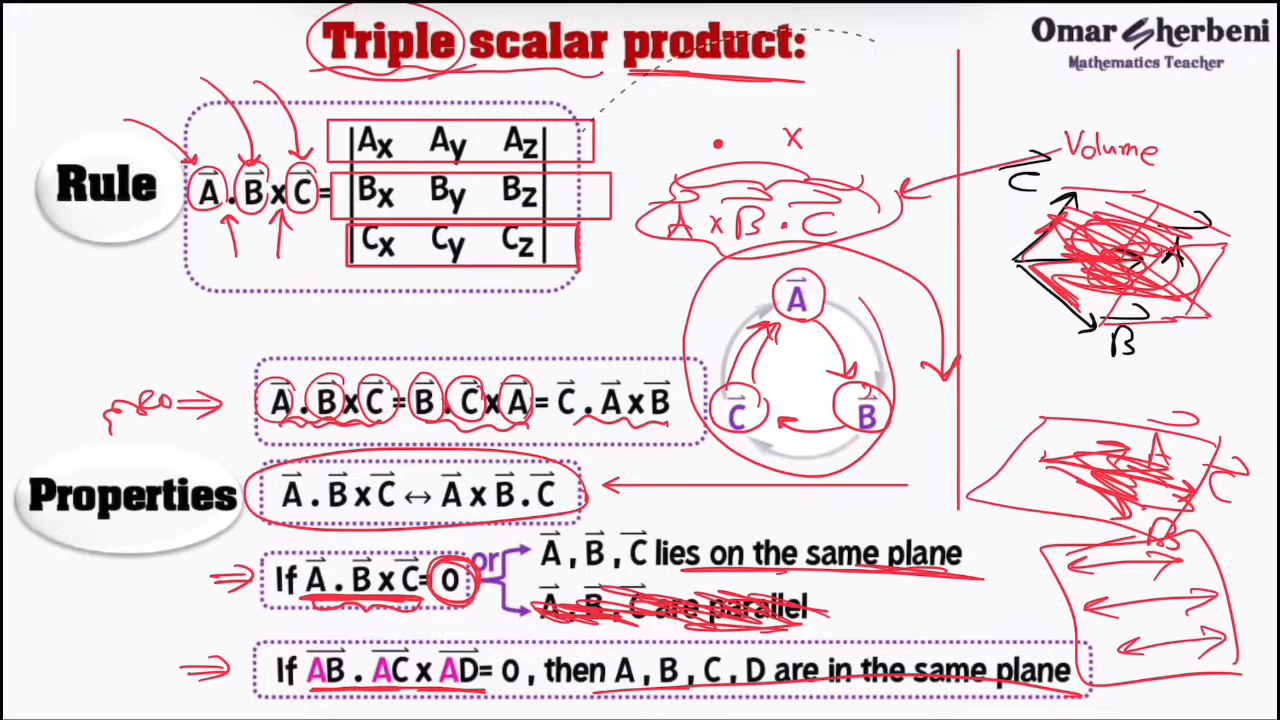 Triple scalar product:
Omar Sherbeni
Mathematics Teacher
Rule
A . B x C =
Ax Ay Az
Bx By Bz
Cx Cy Cz
. x
A x B . C
Volume
C
A
B
A
B
C
A . B x C = B . C x A = C . A x B
Properties
A . B x C ↔ A x B . C
A
C
B
If A . B x C = 0
or
A , B , C lies on the same plane
A , B , C are parallel
If AB . AC x AD = 0 , then A , B , C , D are in the same plane